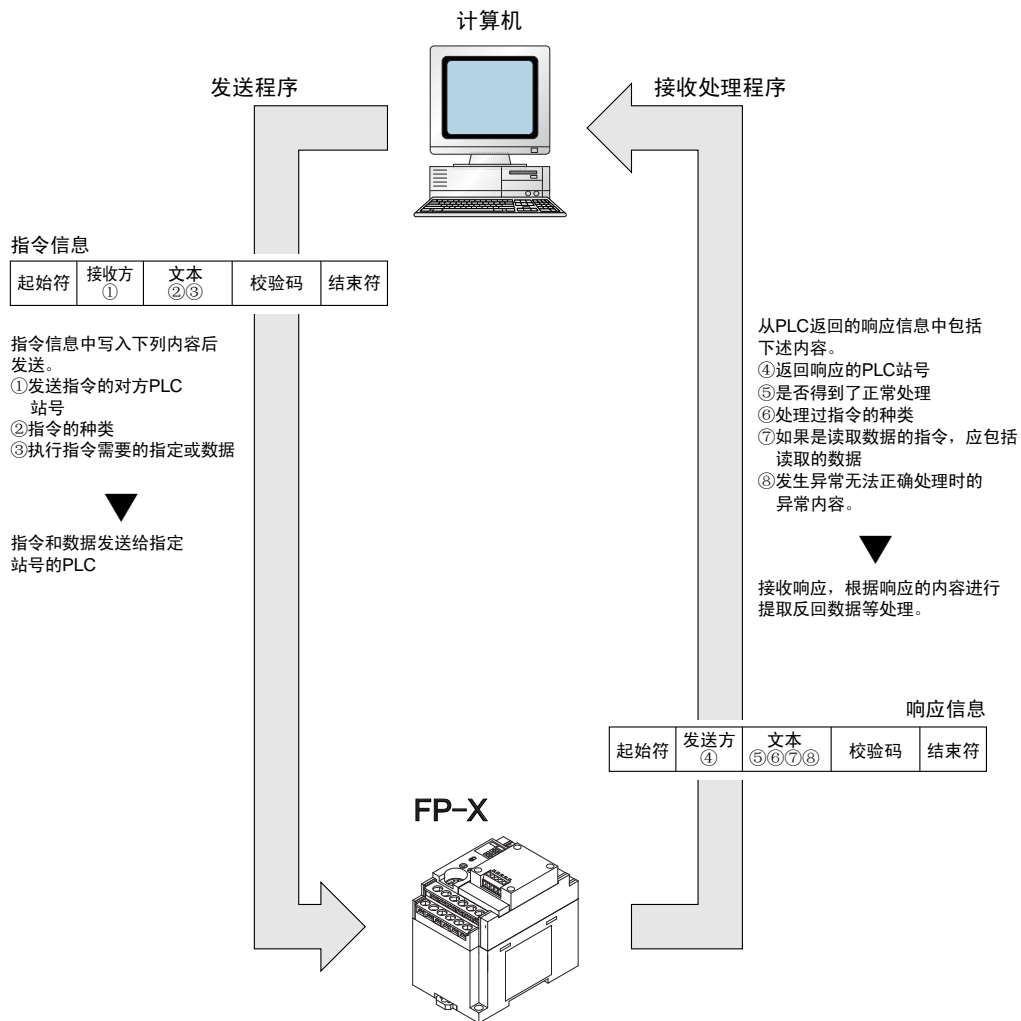 计算机
发送程序
接收处理程序
指令信息
起始符 接收方 ① 文本 ②③ 校验码 结束符
指令信息中写入下列内容后
发送。
①发送指令的对方PLC
站号
②指令的种类
③执行指令需要的指定或数据
指令和数据发送给指定
站号的PLC
从PLC返回的响应信息中包括
下述内容。
④返回响应的PLC站号
⑤是否得到了正常处理
⑥处理过指令的种类
⑦如果是读取数据的指令，应包括
读取的数据
⑧发生异常无法正确处理时的
异常内容。
接收响应，根据响应的内容进行
提取反回数据等处理。
响应信息
起始符 发送方 ④ 文本 ⑤⑥⑦⑧ 校验码 结束符
FP-X